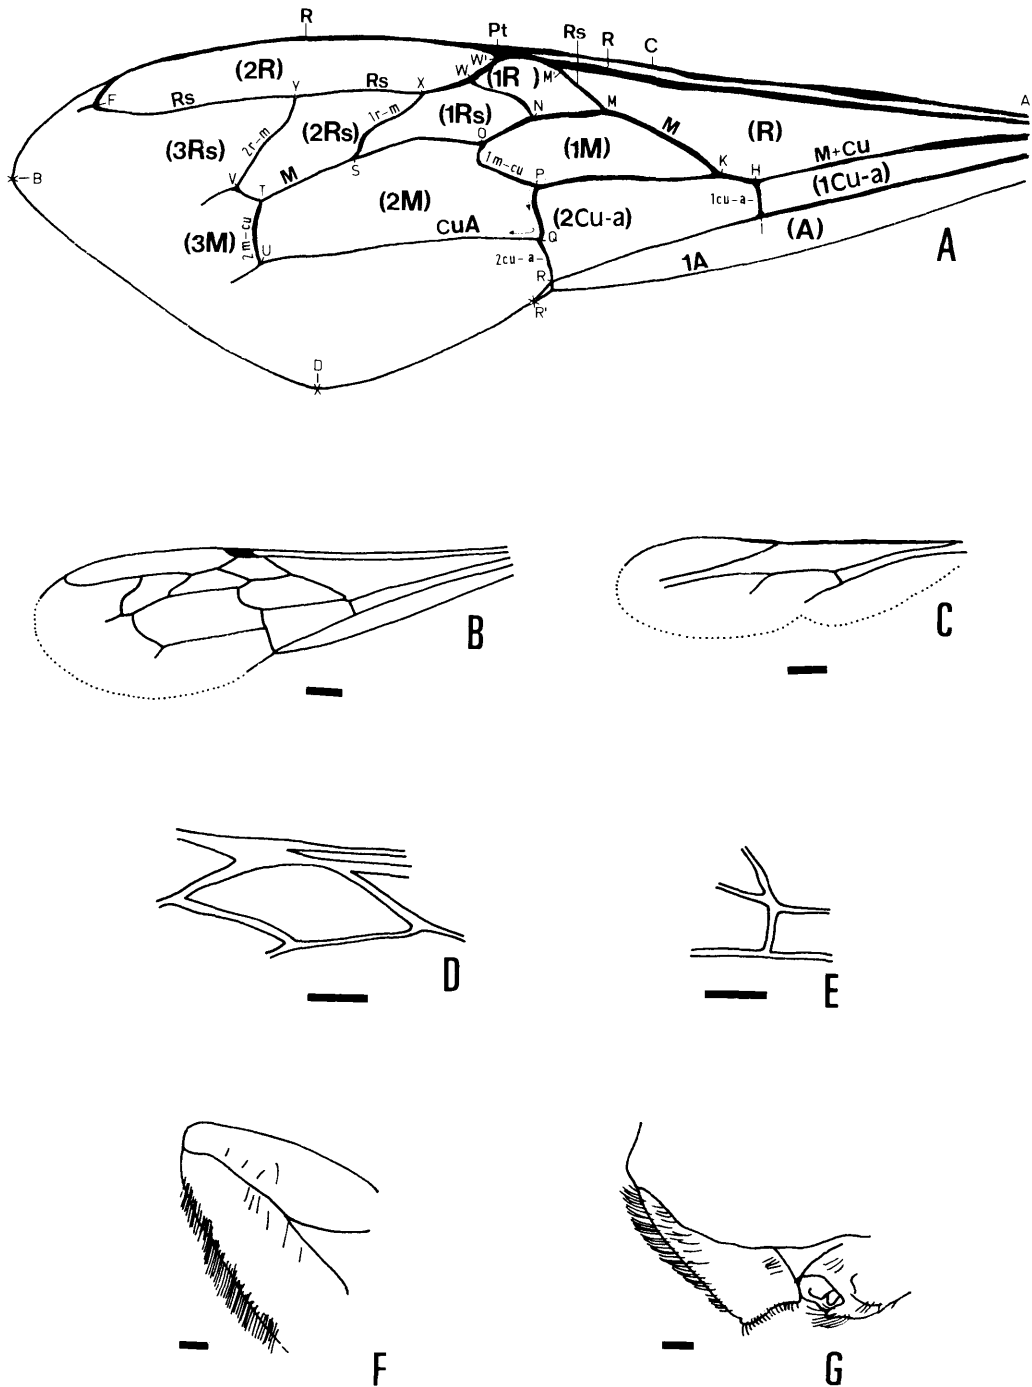 R
Pt Rs R C
W' M'
(2R) W (1R) A
F Rs Y Rs X
1r-m (1Rs) N M
(2Rs) O (1M) M (R)
(3Rs) 2r-m M+Cu
1m-cu K H
B S P 1cu-a (1Cu-a)
V T M (2M) (2Cu-a) I (A)
(3M) 2m-cu U CuA Q A
2cu-a 1A
R
R'
D
B
C
D
E
F
G